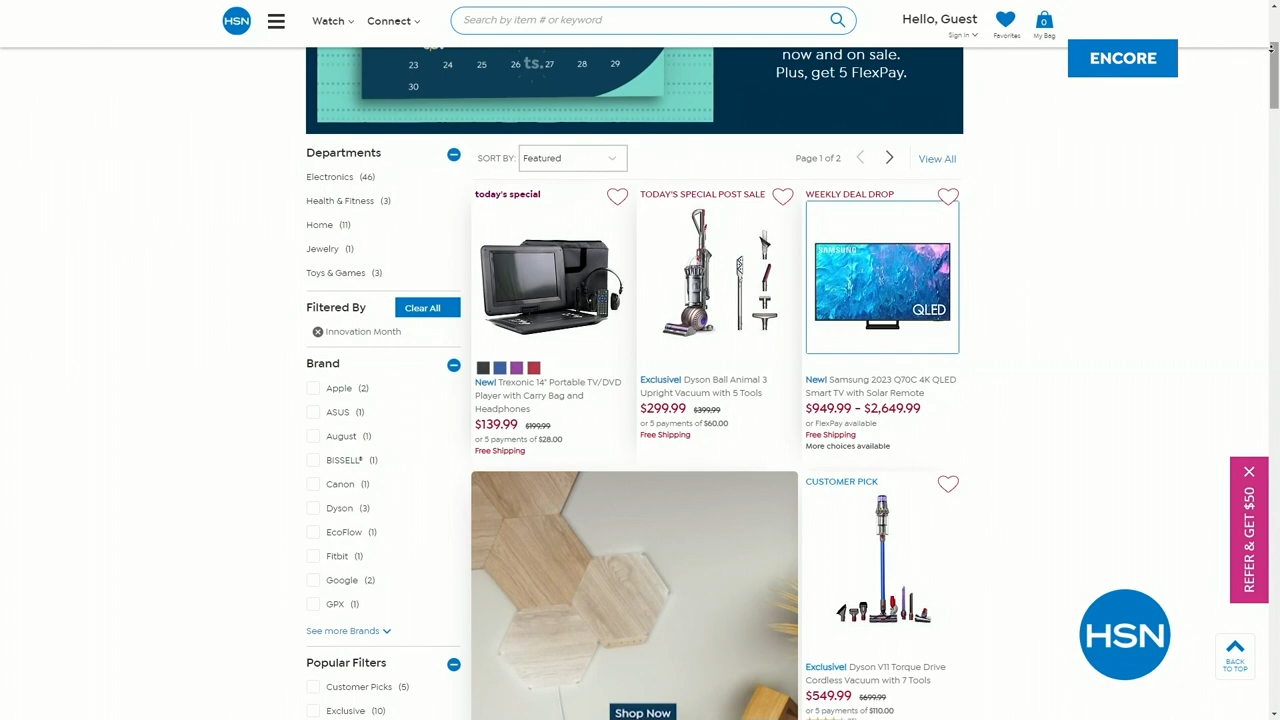 HSN
Watch
Connect
Search by item # or keyword
Hello, Guest
Sign In
Favorites
0
My Bag
ENCORE
23 24 25 26 27 28 29
30
ts.
now and on sale.
Plus, get 5 FlexPay.
Departments
Electronics (46)
Health & Fitness (3)
Home (11)
Jewelry (1)
Toys & Games (3)
Filtered By
Clear All
Innovation Month
Brand
Apple (2)
ASUS (1)
August (1)
BISSELL® (1)
Canon (1)
Dyson (3)
EcoFlow (1)
Fitbit (1)
Google (2)
GPX (1)
See more Brands
Popular Filters
Customer Picks (5)
Exclusive (10)
SORT BY:
Featured
Page 1 of 2
View All
today's special
New! Trexonic 14" Portable TV/DVD
Player with Carry Bag and
Headphones
$139.99 $199.99
or 5 payments of $28.00
Free Shipping
TODAY'S SPECIAL POST SALE
Exclusive! Dyson Ball Animal 3
Upright Vacuum with 5 Tools
$299.99 $399.99
or 5 payments of $60.00
Free Shipping
WEEKLY DEAL DROP
SAMSUNG
QLED
New! Samsung 2023 Q70C 4K QLED
Smart TV with Solar Remote
$949.99 - $2,649.99
or FlexPay available
Free Shipping
More choices available
Shop Now
CUSTOMER PICK
Exclusive! Dyson V11 Torque Drive
Cordless Vacuum with 7 Tools
$549.99 $699.99
or 5 payments of $110.00
REFER & GET $50
HSN
BACK
TO TOP